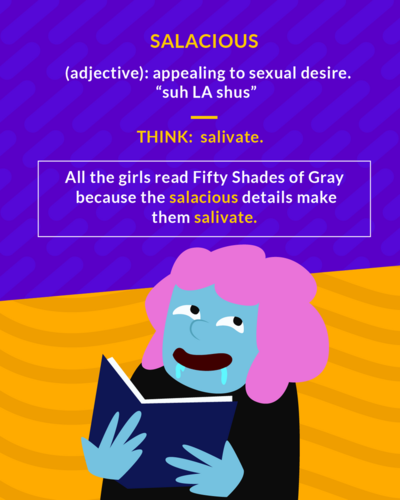 SALACIOUS
(adjective): appealing to sexual desire.
“suh LA shus”
THINK: salivate.
All the girls read Fifty Shades of Gray
because the salacious details make
them salivate.